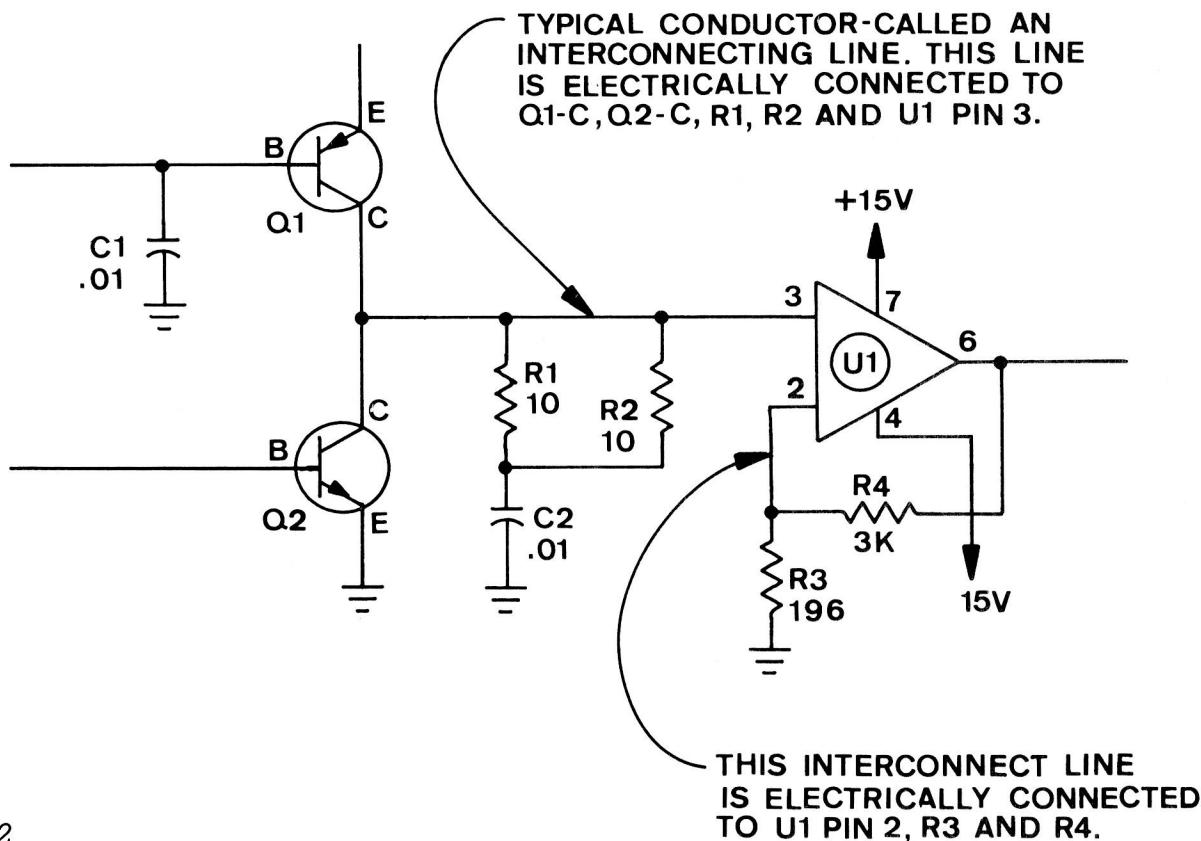 TYPICAL CONDUCTOR-CALLED AN
INTERCONNECTING LINE. THIS LINE
IS ELECTRICALLY CONNECTED TO
Q1-C, Q2-C, R1, R2 AND U1 PIN 3.
E
B
Q1
C
C1
.01
+15V
3
7
6
U1
2
4
R1
10
R2
10
C
B
Q2
E
C2
.01
R4
3K
R3
196
15V
THIS INTERCONNECT LINE
IS ELECTRICALLY CONNECTED
TO U1 PIN 2, R3 AND R4.